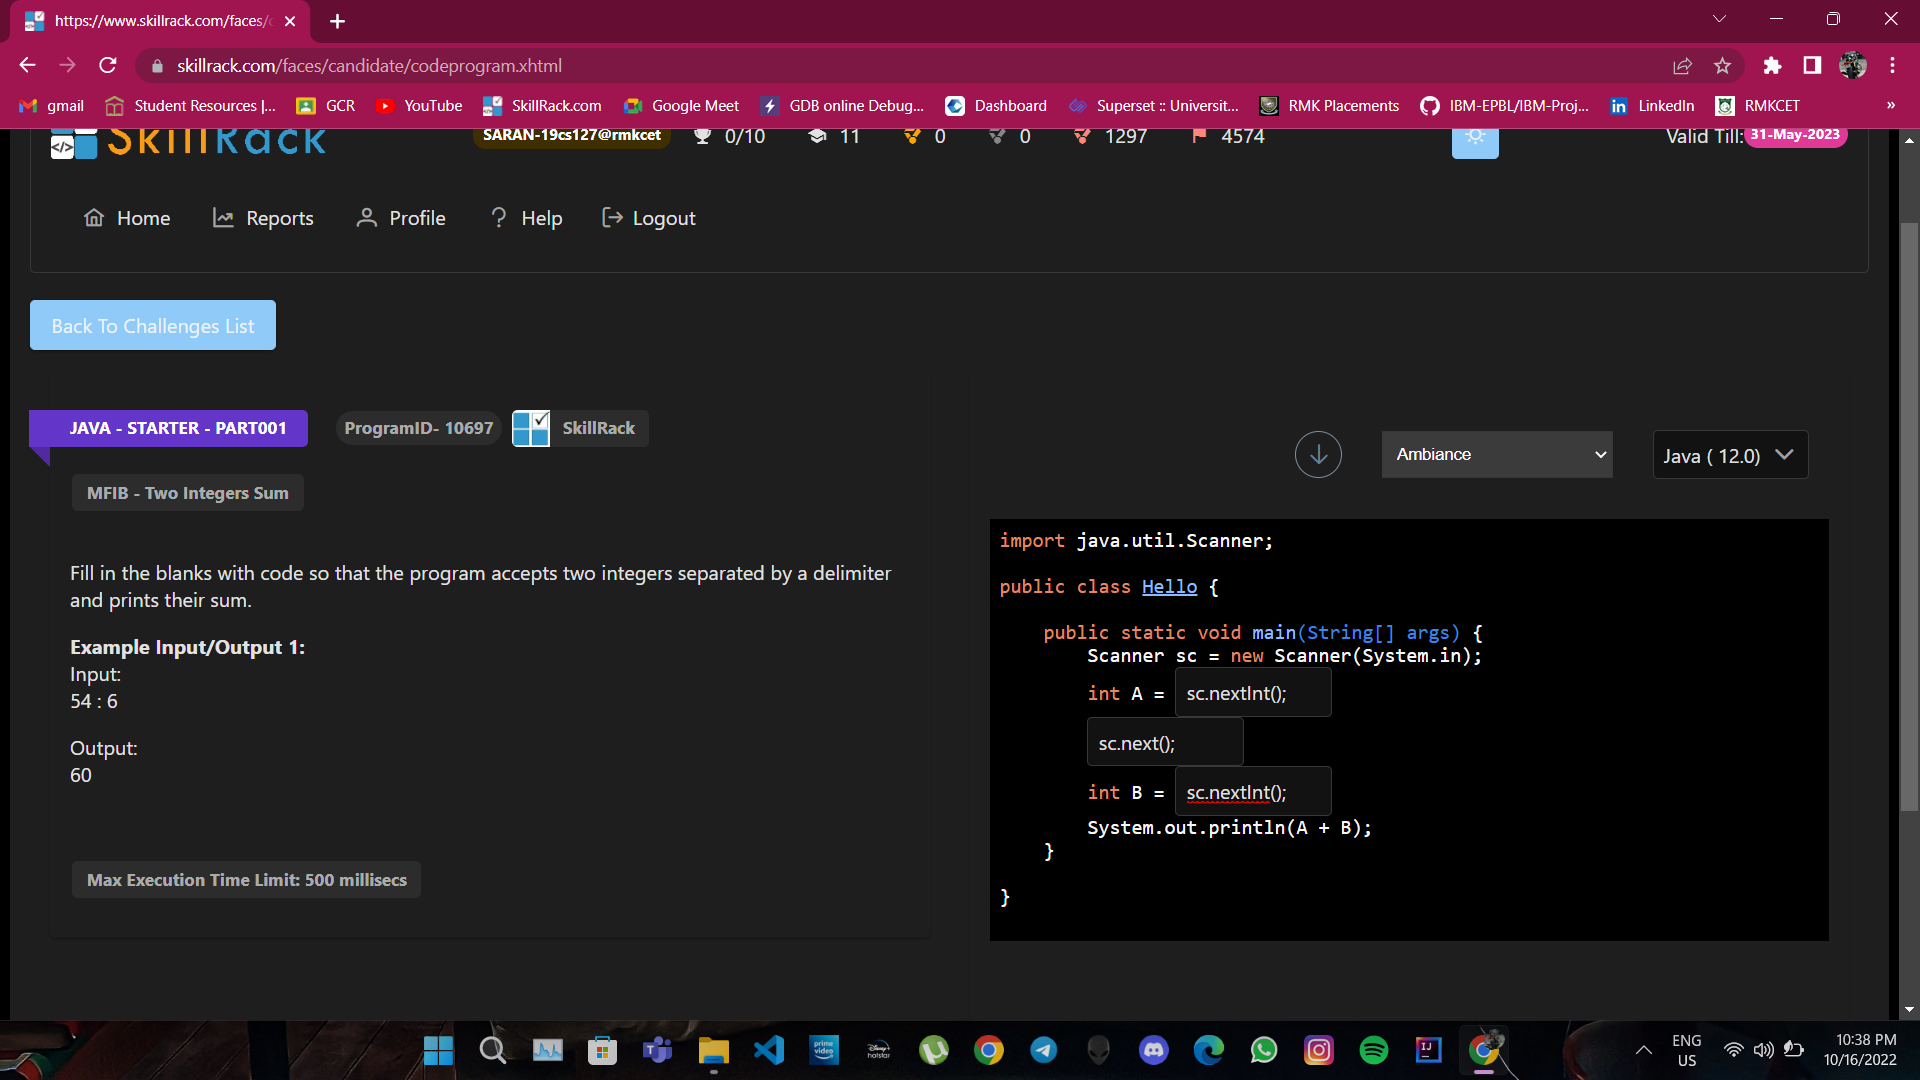 https://www.skillrack.com/faces/c
skillrack.com/faces/candidate/codeprogram.xhtml
gmail Student Resources |... GCR YouTube SkillRack.com Google Meet GDB online Debug... Dashboard Superset :: Universit... RMK Placements IBM-EPBL/IBM-Proj... LinkedIn RMKCET »
</> SkillRack SARAN-19cs127@rmkcet 0/10 11 0 0 1297 4574 Valid Till: 31-May-2023
Home Reports Profile Help Logout
Back To Challenges List
JAVA - STARTER - PART001 ProgramID- 10697 SkillRack
MFIB - Two Integers Sum
Fill in the blanks with code so that the program accepts two integers separated by a delimiter
and prints their sum.
Example Input/Output 1:
Input:
54 : 6
Output:
60
Max Execution Time Limit: 500 millisecs
Ambiance Java ( 12.0)
import java.util.Scanner;
public class Hello {
public static void main(String[] args) {
Scanner sc = new Scanner(System.in);
int A = sc.nextInt();
sc.next();
int B = sc.nextInt();
System.out.println(A + B);
}
}
prime video
Disney+ hotstar
IJ
ENG
US
10:38 PM
10/16/2022